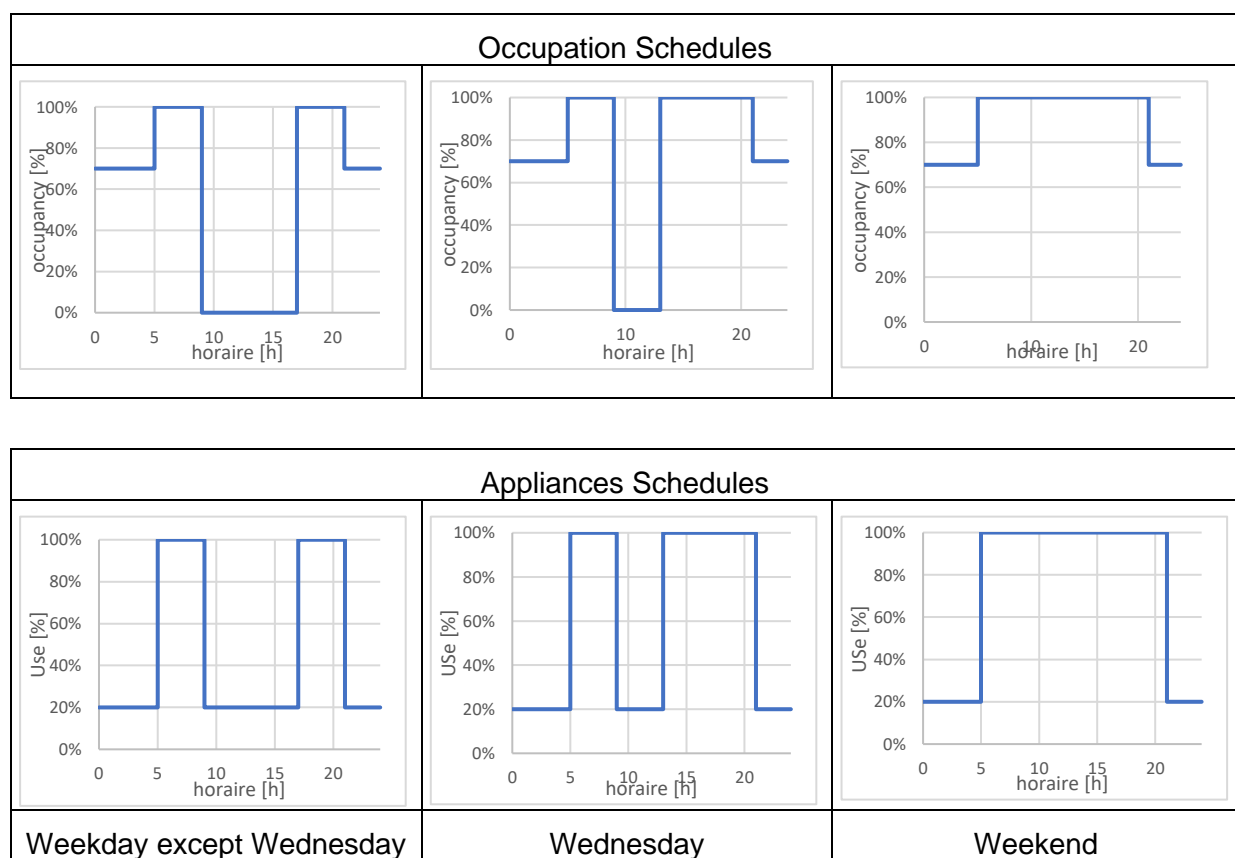 Occupation Schedules
100%
80%
60%
40%
20%
0%
occupancy [%]
0 5 10 15 20
horaire [h]
100%
80%
60%
40%
20%
0%
occupancy [%]
0 10 20
horaire [h]
100%
80%
60%
40%
20%
0%
occupancy [%]
0 10 20
horaire [h]
Appliances Schedules
100%
80%
60%
40%
20%
0%
Use [%]
0 5 10 15 20
horaire [h]
100%
80%
60%
40%
20%
0%
USe [%]
0 5 10 15 20
horaire [h]
100%
80%
60%
40%
20%
0%
USe [%]
0 5 10 15 20
horaire [h]
Weekday except Wednesday
Wednesday
Weekend